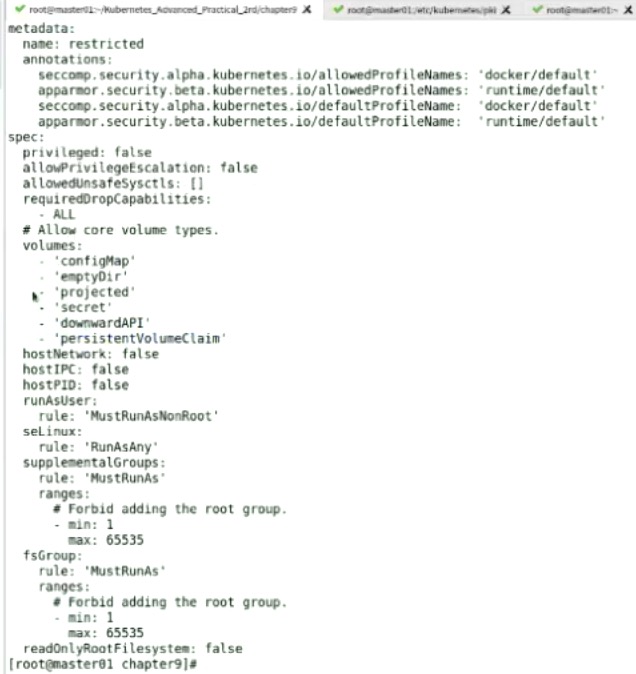 root@master01:~/Kubernetes_Advanced_Practical_2rd/chapter9 X root@master01:/etc/kubernetes/pki X root@master01:~ X
metadata:
  name: restricted
  annotations:
    seccomp.security.alpha.kubernetes.io/allowedProfileNames: 'docker/default'
    apparmor.security.beta.kubernetes.io/allowedProfileNames: 'runtime/default'
    seccomp.security.alpha.kubernetes.io/defaultProfileName:  'docker/default'
    apparmor.security.beta.kubernetes.io/defaultProfileName:  'runtime/default'
spec:
  privileged: false
  allowPrivilegeEscalation: false
  allowedUnsafeSysctls: []
  requiredDropCapabilities:
    - ALL
  # Allow core volume types.
  volumes:
    - 'configMap'
    - 'emptyDir'
    - 'projected'
    - 'secret'
    - 'downwardAPI'
    - 'persistentVolumeClaim'
  hostNetwork: false
  hostIPC: false
  hostPID: false
  runAsUser:
    rule: 'MustRunAsNonRoot'
  seLinux:
    rule: 'RunAsAny'
  supplementalGroups:
    rule: 'MustRunAs'
    ranges:
      # Forbid adding the root group.
      - min: 1
        max: 65535
  fsGroup:
    rule: 'MustRunAs'
    ranges:
      # Forbid adding the root group.
      - min: 1
        max: 65535
  readOnlyRootFilesystem: false
[root@master01 chapter9]#